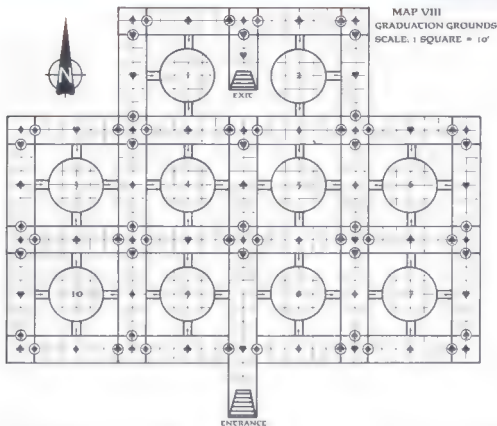 MAP VIII
GRADUATION GROUNDS
SCALE: 1 SQUARE = 10'
N
1 2
EXIT
3 4 5 6
10 9 8 7
ENTRANCE